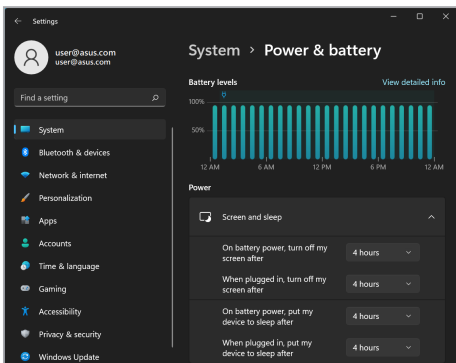 Settings
user@asus.com
user@asus.com
Find a setting
System
Bluetooth & devices
Network & internet
Personalization
Apps
Accounts
Time & language
Gaming
Accessibility
Privacy & security
Windows Update
System > Power & battery
Battery levels View detailed info
100%
50%
12 AM 6 AM 12 PM 6 PM 12 AM
Power
Screen and sleep
On battery power, turn off my
screen after
4 hours
When plugged in, turn off my
screen after
4 hours
On battery power, put my
device to sleep after
4 hours
When plugged in, put my
device to sleep after
4 hours